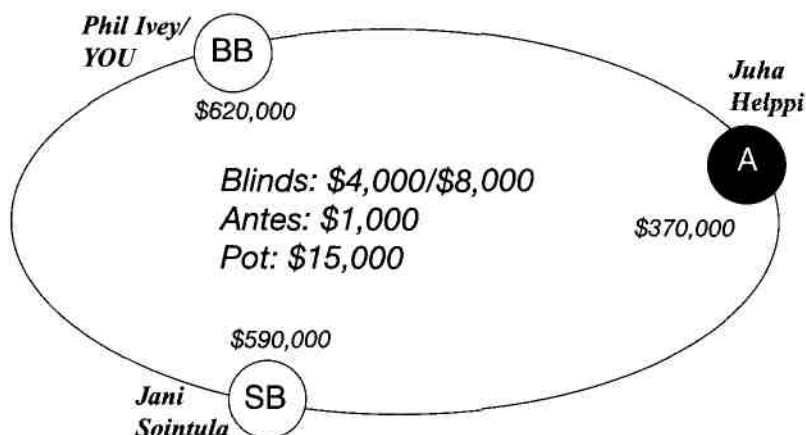 Phil Ivey/
YOU
BB
$620,000
Juha
Helppi
A
$370,000
Blinds: $4,000/$8,000
Antes: $1,000
Pot: $15,000
$590,000
SB
Jani
Sointula